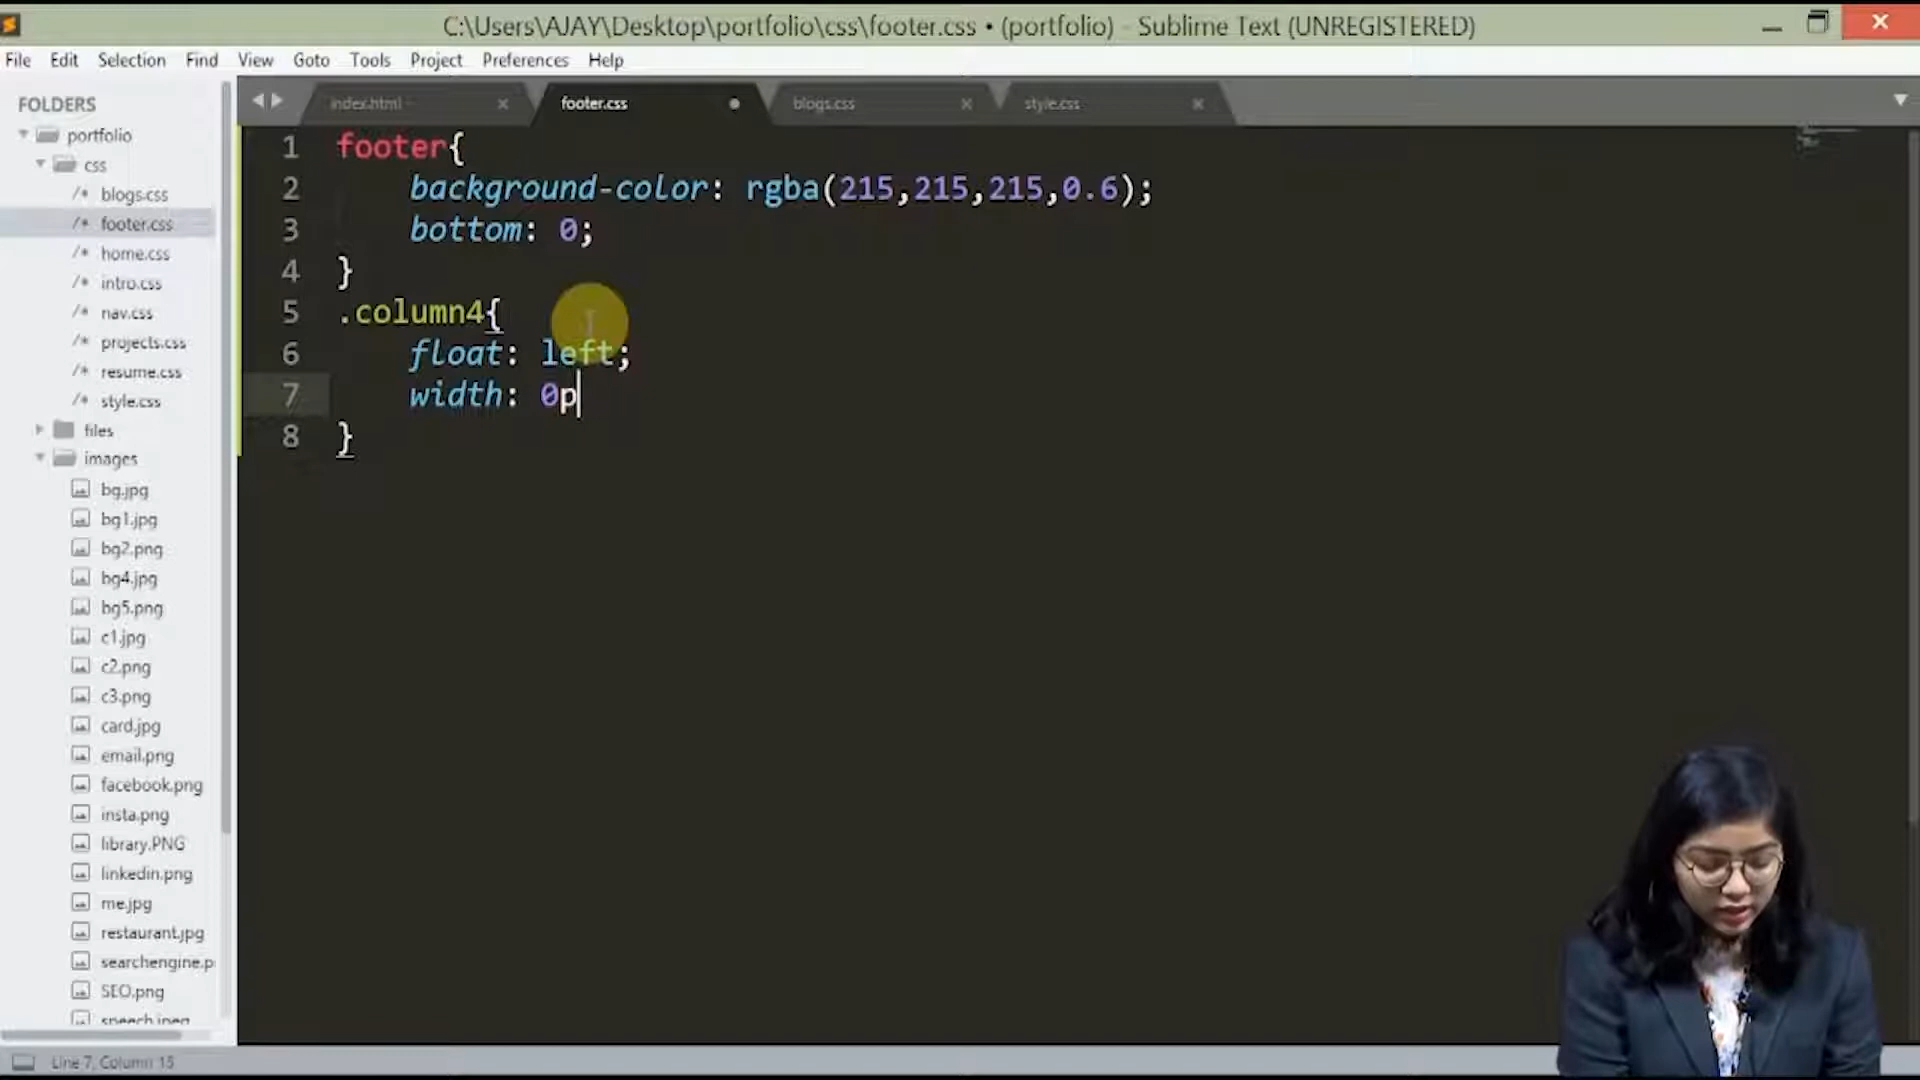 C:\Users\AJAY\Desktop\portfolio\css\footer.css • (portfolio) - Sublime Text (UNREGISTERED)
File Edit Selection Find View Goto Tools Project Preferences Help
FOLDERS
portfolio
css
/* blogs.css
/* footer.css
/* home.css
/* intro.css
/* nav.css
/* projects.css
/* resume.css
/* style.css
files
images
bg.jpg
bg1.jpg
bg2.png
bg4.jpg
bg5.png
c1.jpg
c2.png
c3.png
card.jpg
email.png
facebook.png
insta.png
library.PNG
linkedin.png
me.jpg
restaurant.jpg
searchengine.p
SEO.png
speech.jpeg
index.html footer.css blogs.css style.css
1 footer{
2 background-color: rgba(215,215,215,0.6);
3 bottom: 0;
4 }
5 .column4{
6 float: left;
7 width: 0p
8 }
Line 7, Column 15